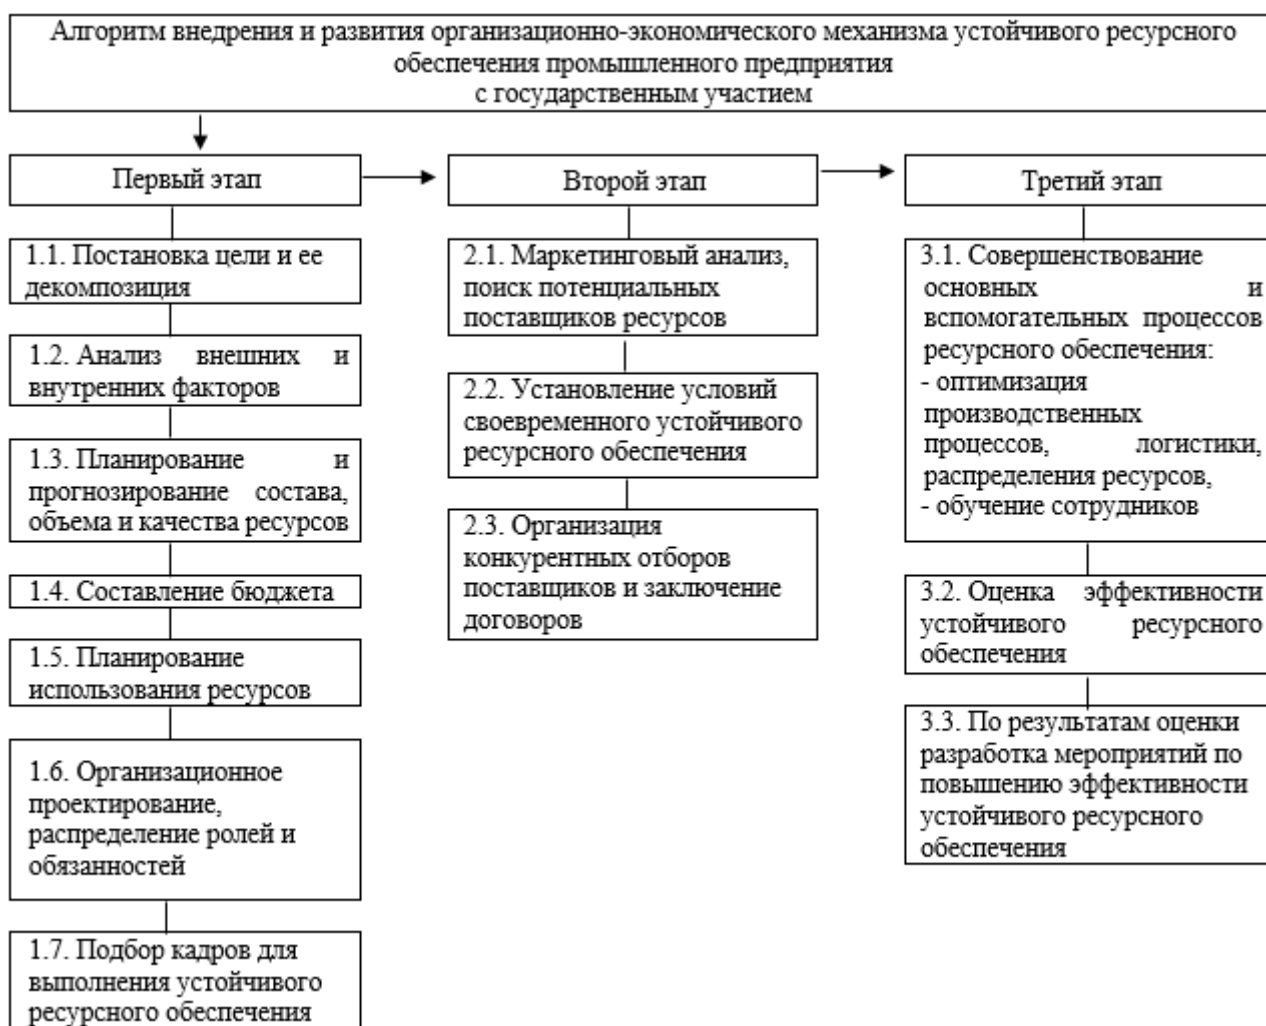 Алгоритм внедрения и развития организационно-экономического механизма устойчивого ресурсного
обеспечения промышленного предприятия
с государственным участием
Первый этап
1.1. Постановка цели и ее
декомпозиция
1.2. Анализ внешних и
внутренних факторов
1.3. Планирование и
прогнозирование состава,
объема и качества ресурсов
1.4. Составление бюджета
1.5. Планирование
использования ресурсов
1.6. Организационное
проектирование,
распределение ролей и
обязанностей
1.7. Подбор кадров для
выполнения устойчивого
ресурсного обеспечения
Второй этап
2.1. Маркетинговый анализ,
поиск потенциальных
поставщиков ресурсов
2.2. Установление условий
своевременного устойчивого
ресурсного обеспечения
2.3. Организация
конкурентных отборов
поставщиков и заключение
договоров
Третий этап
3.1. Совершенствование
основных и
вспомогательных процессов
ресурсного обеспечения:
- оптимизация
производственных
процессов, логистики,
распределения ресурсов,
- обучение сотрудников
3.2. Оценка эффективности
устойчивого ресурсного
обеспечения
3.3. По результатам оценки
разработка мероприятий по
повышению эффективности
устойчивого ресурсного
обеспечения